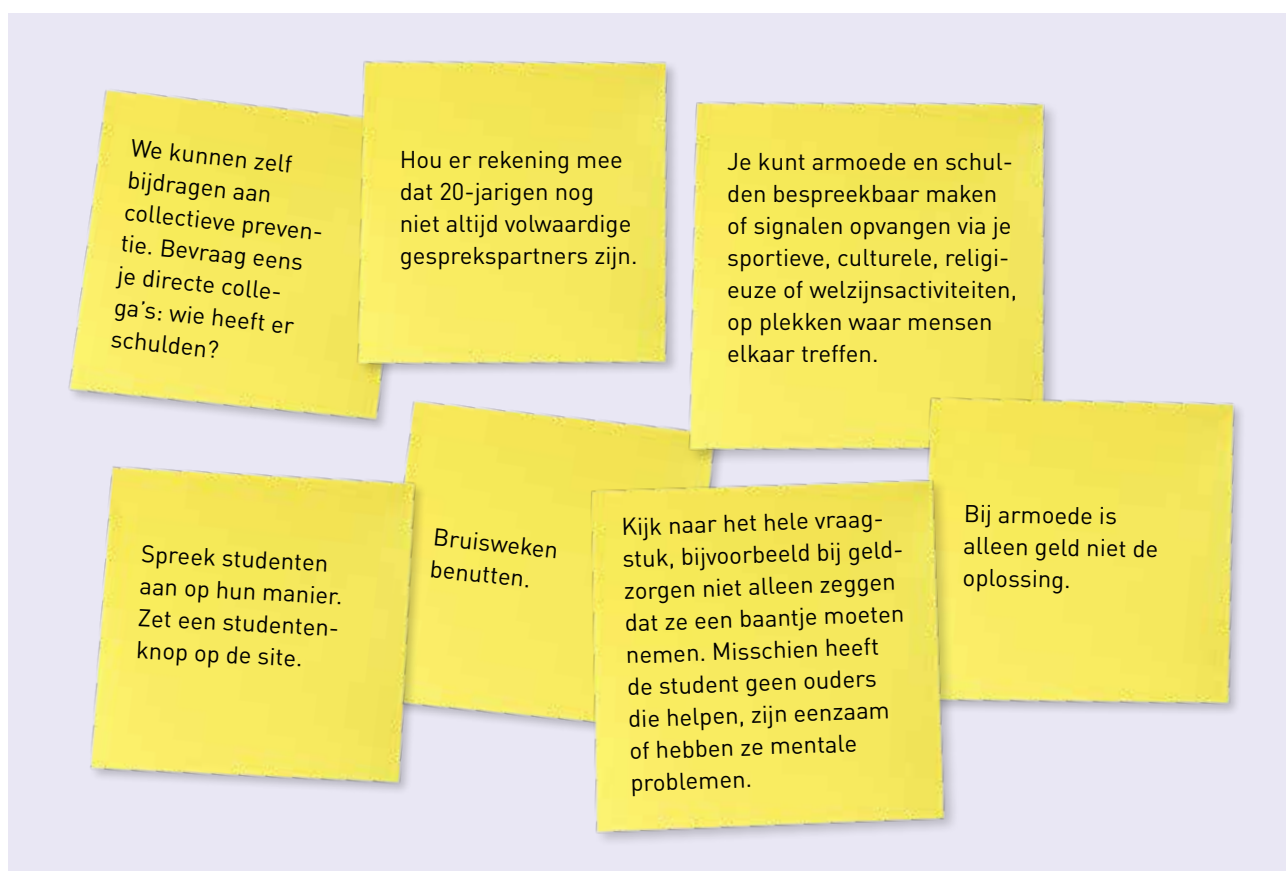 We kunnen zelf
bijdragen aan
collectieve preven-
tie. Bevraag eens
je directe colle-
ga's: wie heeft er
schulden?
Hou er rekening mee
dat 20-jarigen nog
niet altijd volwaardige
gesprekspartners zijn.
Je kunt armoede en schul-
den bespreekbaar maken
of signalen opvangen via je
sportieve, culturele, religi-
euze of welzijnsactiviteiten,
op plekken waar mensen
elkaar treffen.
Spreek studenten
aan op hun manier.
Zet een studenten-
knop op de site.
Bruisweken
benutten.
Kijk naar het hele vraag-
stuk, bijvoorbeeld bij geld-
zorgen niet alleen zeggen
dat ze een baantje moeten
nemen. Misschien heeft
de student geen ouders
die helpen, zijn eenzaam
of hebben ze mentale
problemen.
Bij armoede is
alleen geld niet de
oplossing.